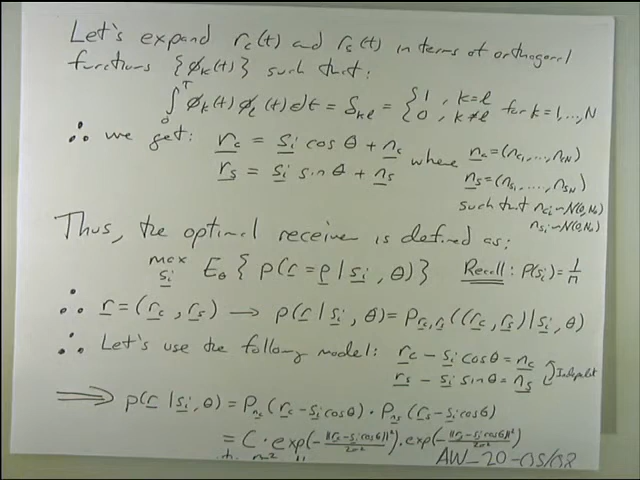 Let's expand r_c(t) and r_s(t) in terms of orthogonal
functions {φ_k(t)} such that:
∫_0^T φ_k(t) φ_l(t) dt = δ_kl = { 1, k=l ; 0, k≠l for k=1,...,N
∴ we get: r_c = s_i cos θ + n_c where n_c = (n_c1,...,n_cN)
r_s = s_i sin θ + n_s n_s = (n_s1,...,n_sN)
such that n_ci ~ N(0,N_0)
n_si ~ N(0,N_0)
Thus, the optimal receiver is defined as:
max_{s_i} E_θ { p(r = ρ | s_i, θ) } Recall: P(s_i) = 1/n
∴ r = (r_c, r_s) → p(r | s_i, θ) = P_{r_c,r_s}((r_c, r_s) | s_i, θ)
∴ Let's use the following model: r_c - s_i cos θ = n_c
r_s - s_i sin θ = n_s
⟹ p(r | s_i, θ) = P_{n_c}(r_c - s_i cos θ) · P_{n_s}(r_s - s_i cos θ)
= C · exp(-||r_c - s_i cos θ||²/2σ²) · exp(-||r_s - s_i cos θ||²/2σ²)
AW-20-05/08